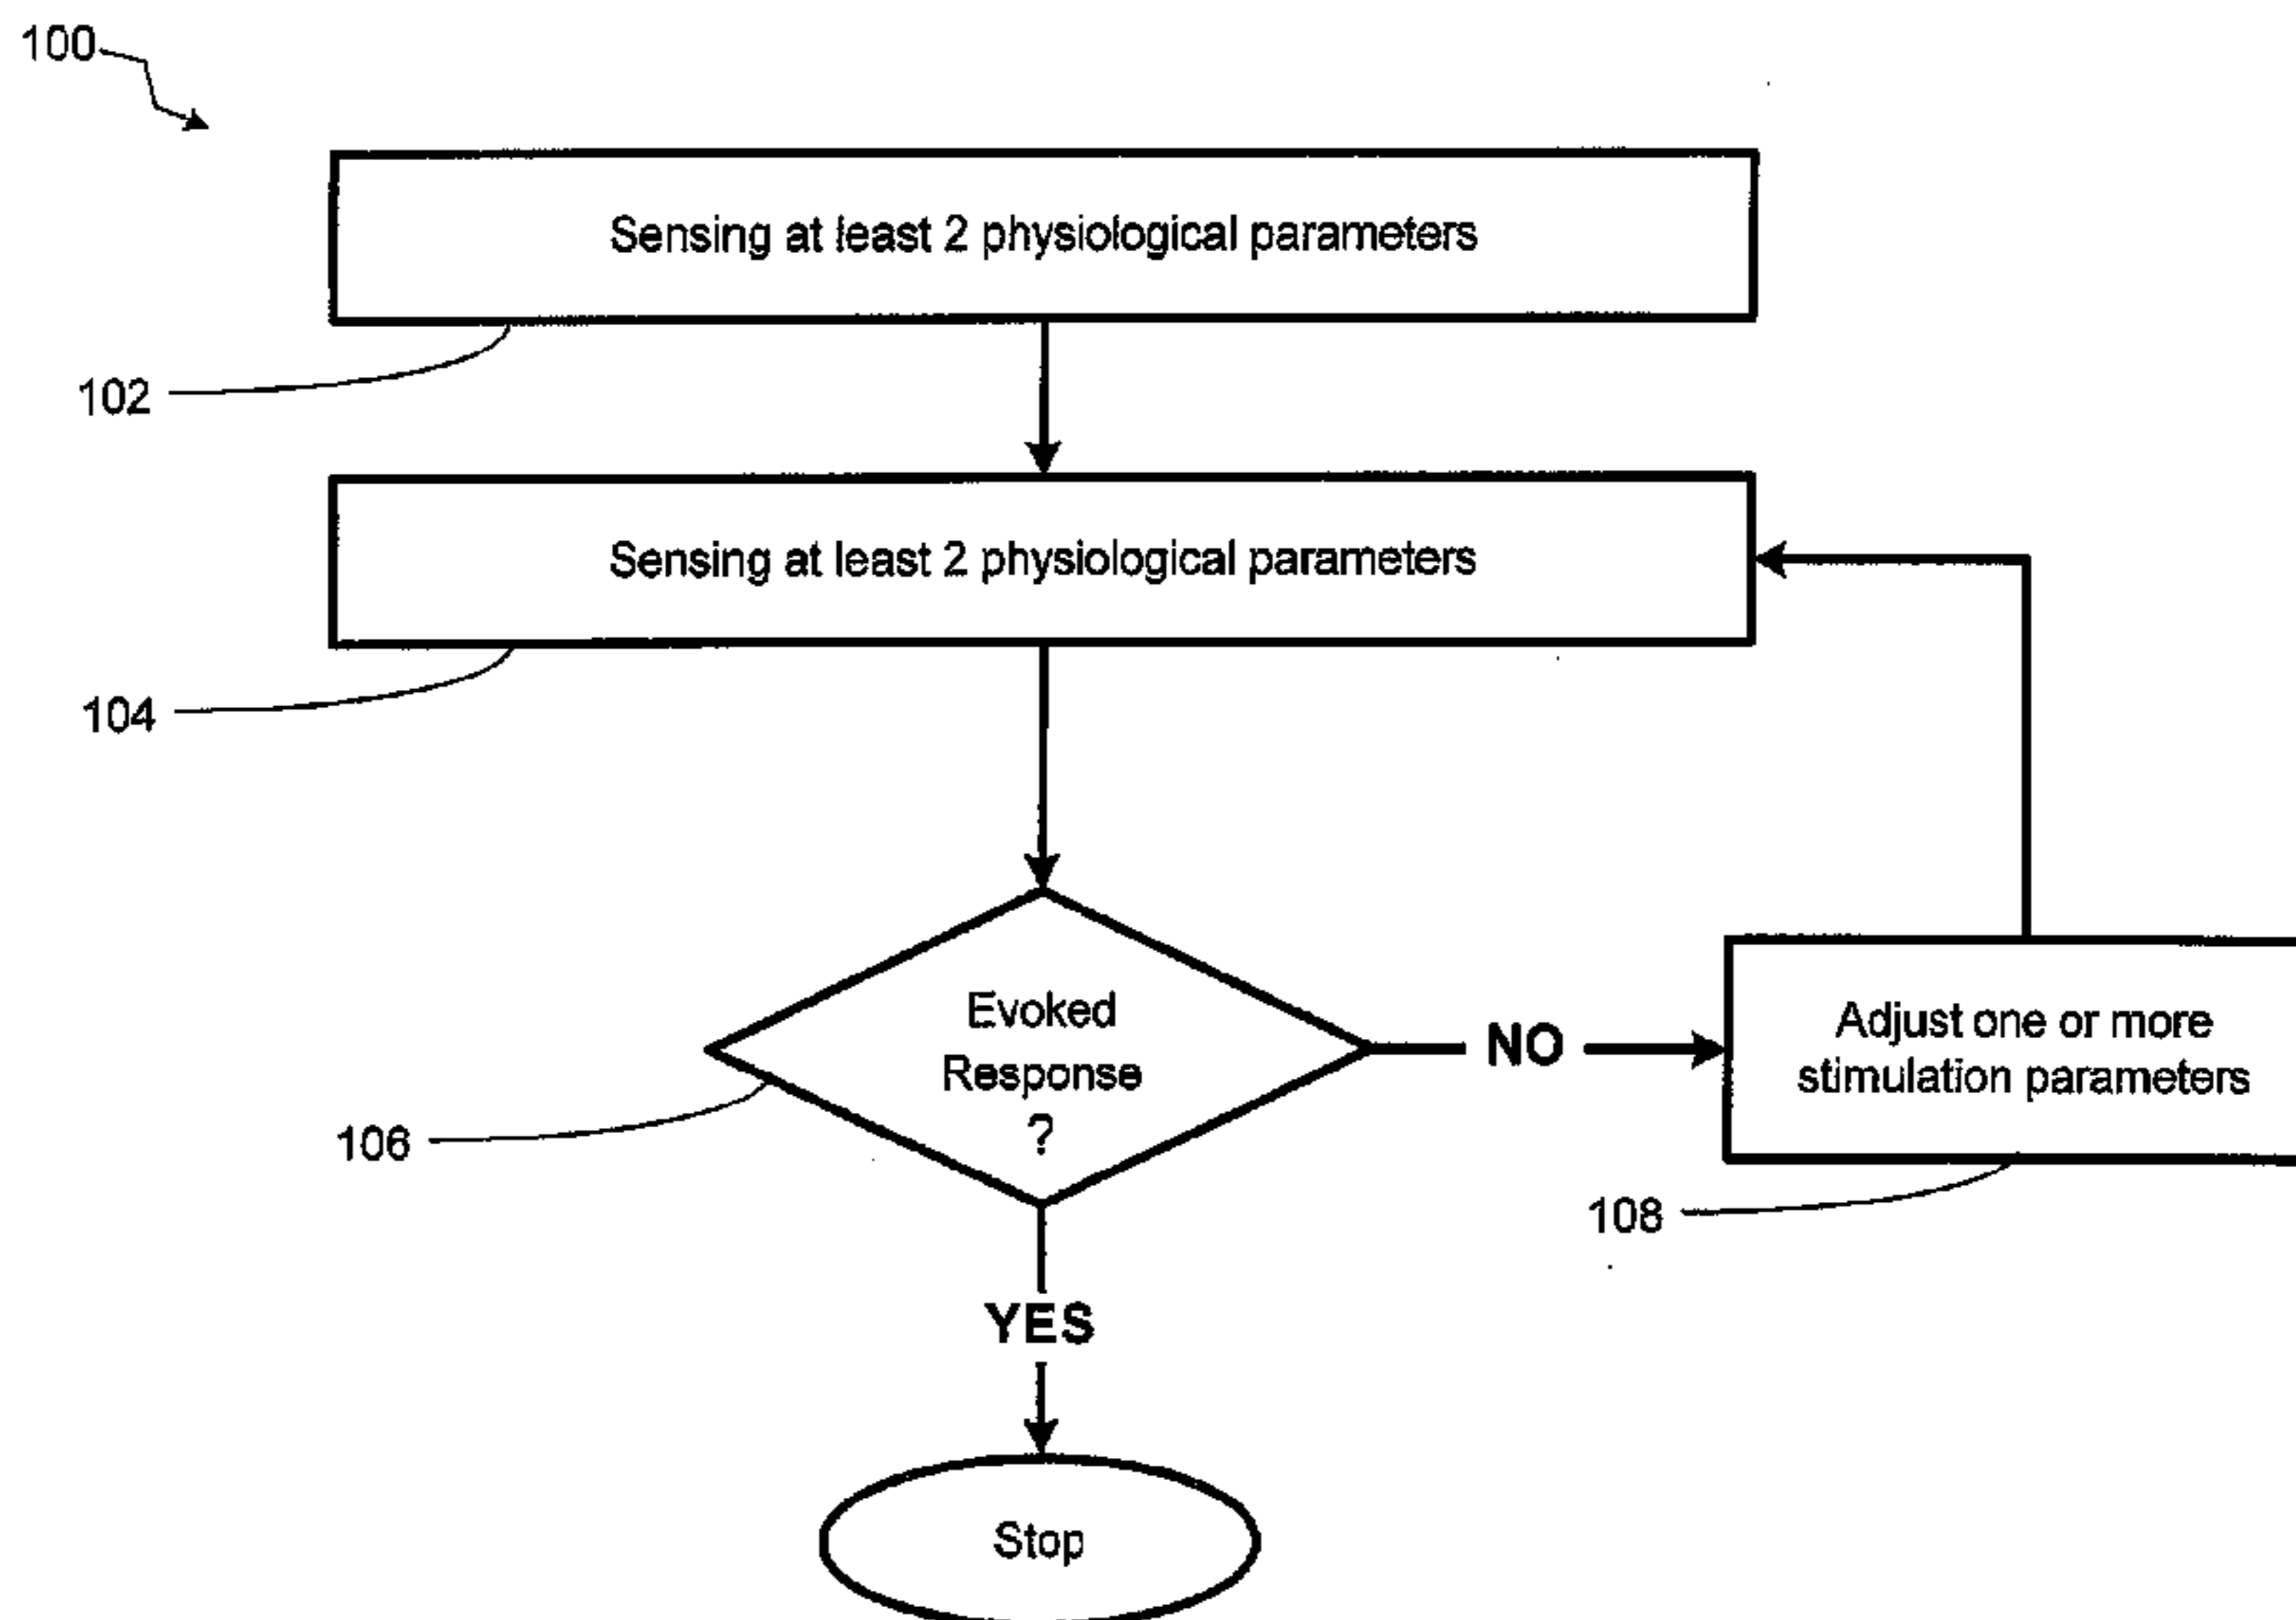 100
Sensing at least 2 physiological parameters
102
Sensing at least 2 physiological parameters
104
Evoked
Response
?
106
NO
Adjust one or more
stimulation parameters
108
YES
Stop